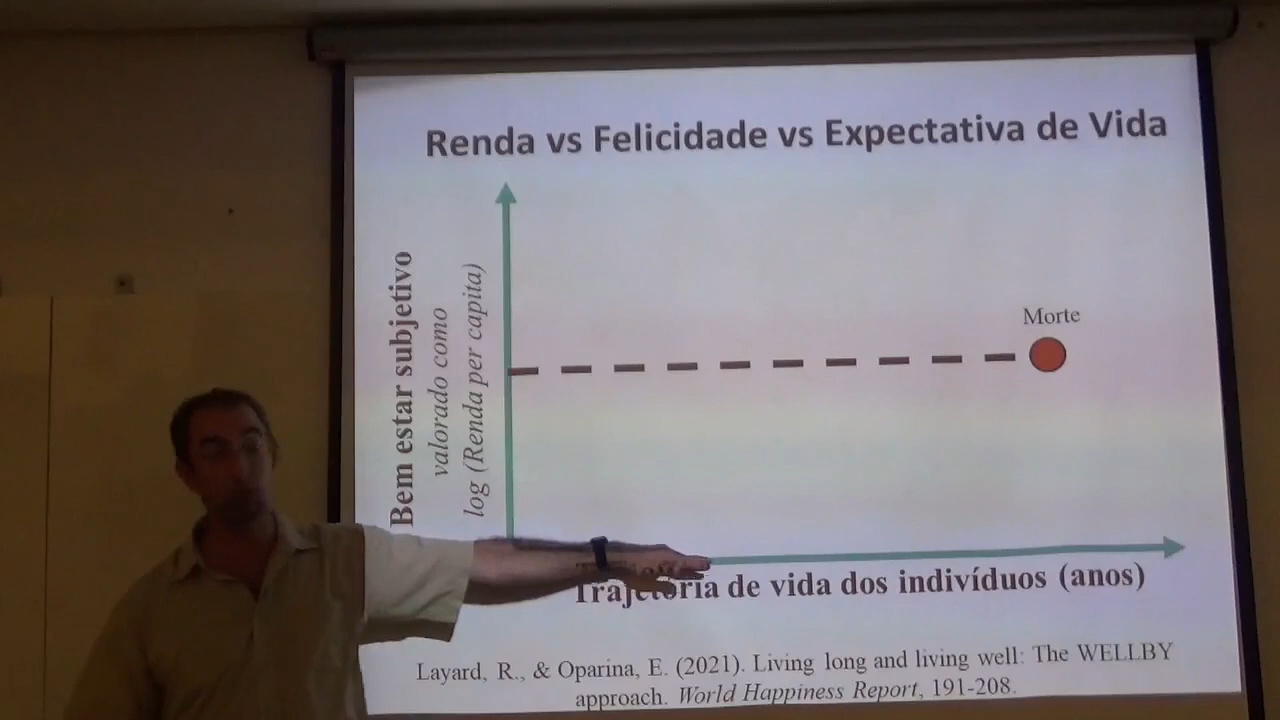 Renda vs Felicidade vs Expectativa de Vida
Bem estar subjetivo
valorado como
log (Renda per capita)
Morte
Trajetória de vida dos indivíduos (anos)
Layard, R., & Oparina, E. (2021). Living long and living well: The WELLBY
approach. World Happiness Report, 191-208.